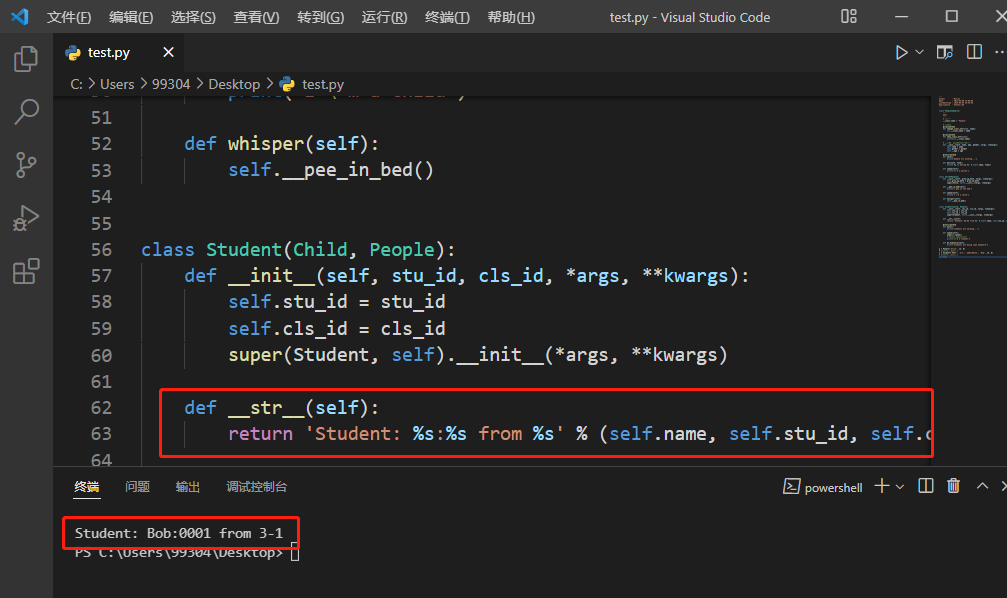 文件(F) 编辑(E) 选择(S) 查看(V) 转到(G) 运行(R) 终端(T) 帮助(H) test.py - Visual Studio Code
test.py
C: > Users > 99304 > Desktop > test.py
51
52 def whisper(self):
53 self.__pee_in_bed()
54
55
56 class Student(Child, People):
57 def __init__(self, stu_id, cls_id, *args, **kwargs):
58 self.stu_id = stu_id
59 self.cls_id = cls_id
60 super(Student, self).__init__(*args, **kwargs)
61
62 def __str__(self):
63 return 'Student: %s:%s from %s' % (self.name, self.stu_id, self.c
64
终端 问题 输出 调试控制台 powershell
Student: Bob:0001 from 3-1
PS C:\Users\99304\Desktop>